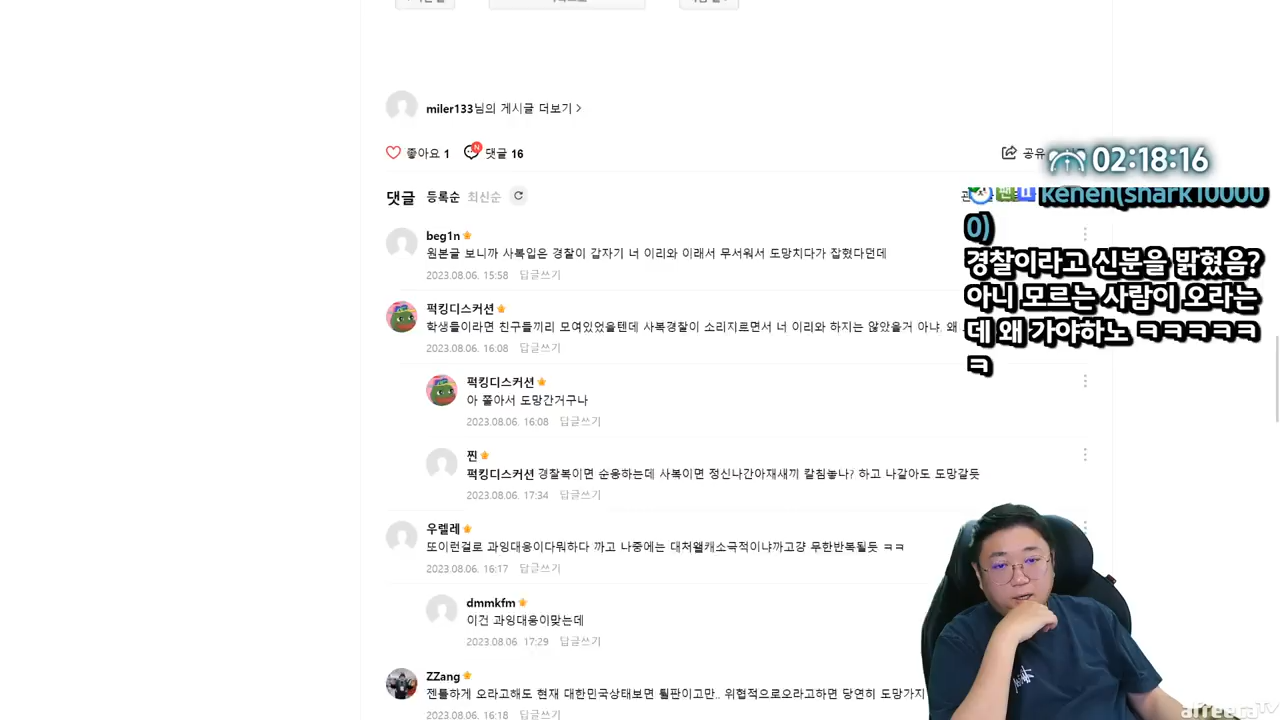 miler133님의 게시글 더보기 >
좋아요 1 N 댓글 16
공유
02:18:16
댓글 등록순 최신순
팬 kenen(shark10000
0)
경찰이라고 신분을 밝혔음?
아니 모르는 사람이 오라는
데 왜 가야하노 ㅋㅋㅋㅋㅋ
ㅋ
beg1n
원본글 보니까 사복입은 경찰이 갑자기 너 이리와 이래서 무서워서 도망치다가 잡혔다던데
2023.08.06. 15:58 답글쓰기
퍽킹디스커션
학생들이라면 친구들끼리 모여있었을텐데 사복경찰이 소리지르면서 너 이리와 하지는 않았을거 아냐. 왜
2023.08.06. 16:08 답글쓰기
퍽킹디스커션
아 쫄아서 도망간거구나
2023.08.06. 16:08 답글쓰기
찐
퍽킹디스커션 경찰복이면 순응하는데 사복이면 정신나간아재새끼 칼침놓나? 하고 나같아도 도망갈듯
2023.08.06. 17:34 답글쓰기
우렐레
또이런걸로 과잉대응이다뭐하다 까고 나중에는 대처왤캐소극적이냐까고걍 무한반복될듯 ㅋㅋ
2023.08.06. 16:17 답글쓰기
dmmkfm
이건 과잉대응이맞는데
2023.08.06. 17:29 답글쓰기
ZZang
젠틀하게 오라고해도 현재 대한민국상태보면 튈판이고만.. 위협적으로오라고하면 당연히 도망가지
2023.08.06. 16:18 답글쓰기
afreecaTV